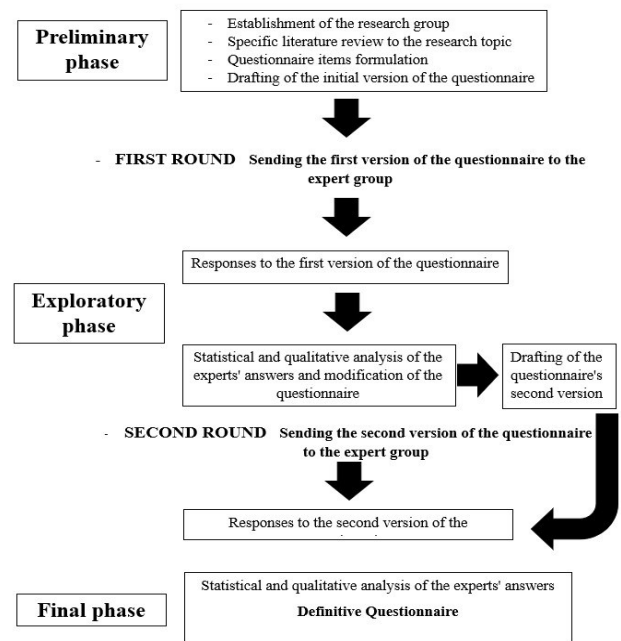 Preliminary
phase
- Establishment of the research group
- Specific literature review to the research topic
- Questionnaire items formulation
- Drafting of the initial version of the questionnaire
- FIRST ROUND Sending the first version of the questionnaire to the
expert group
Responses to the first version of the questionnaire
Exploratory
phase
Statistical and qualitative analysis of the
experts' answers and modification of the
questionnaire
Drafting of the
questionnaire's
second version
- SECOND ROUND Sending the second version of the questionnaire
to the expert group
Responses to the second version of the
Final phase
Statistical and qualitative analysis of the experts' answers
Definitive Questionnaire